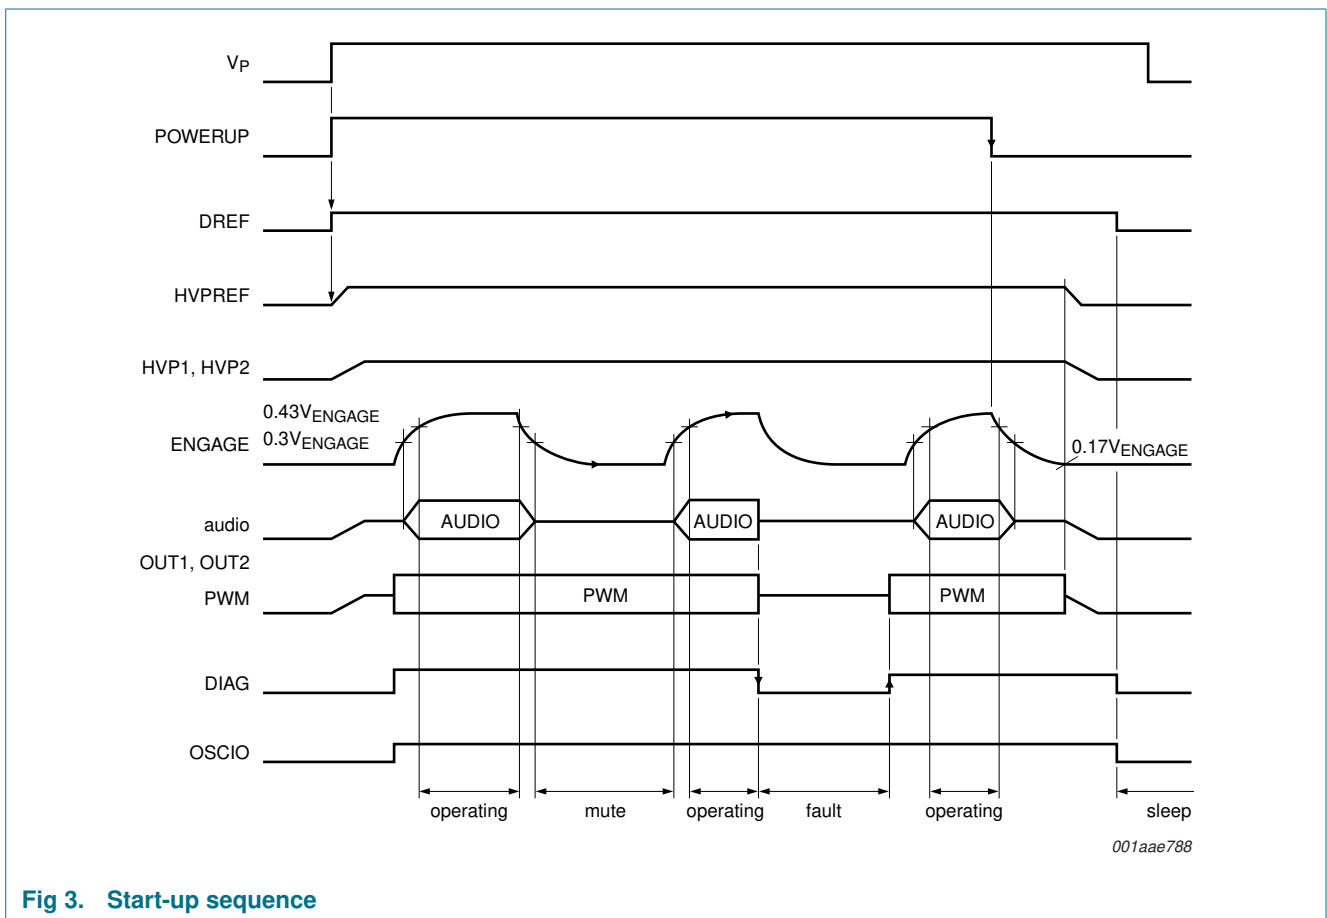 VP
POWERUP
DREF
HVPREF
HVP1, HVP2
0.43VENGAGE
0.3VENGAGE
ENGAGE
0.17VENGAGE
audio
AUDIO AUDIO AUDIO
OUT1, OUT2
PWM
PWM PWM
DIAG
OSCIO
operating mute operating fault operating sleep
001aae788
Fig 3. Start-up sequence